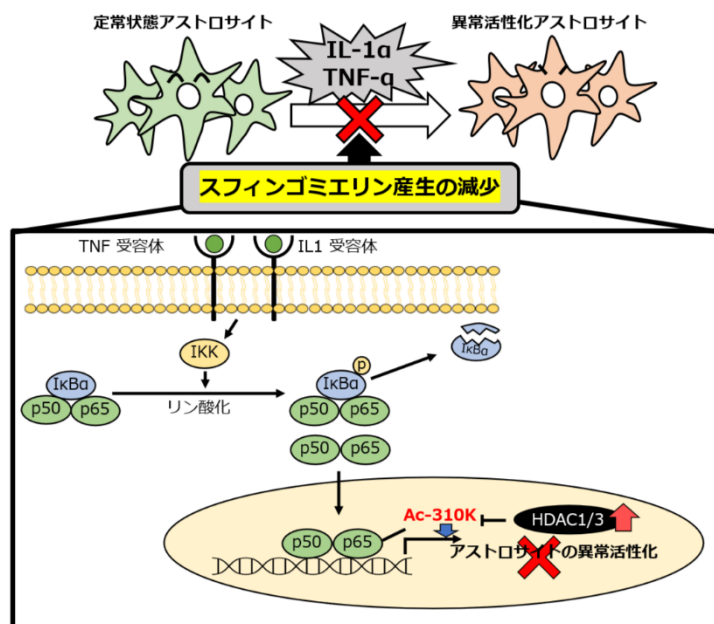 定常状態アストロサイト
異常活性化アストロサイト
IL-1α
TNF-α
スフィンゴミエリン産生の減少
TNF 受容体
IL1 受容体
IKK
IκBα
p50
p65
リン酸化
p
IκBα
p50
p65
IκBα
p50
p65
Ac-310K
HDAC1/3
p50
p65
アストロサイトの異常活性化